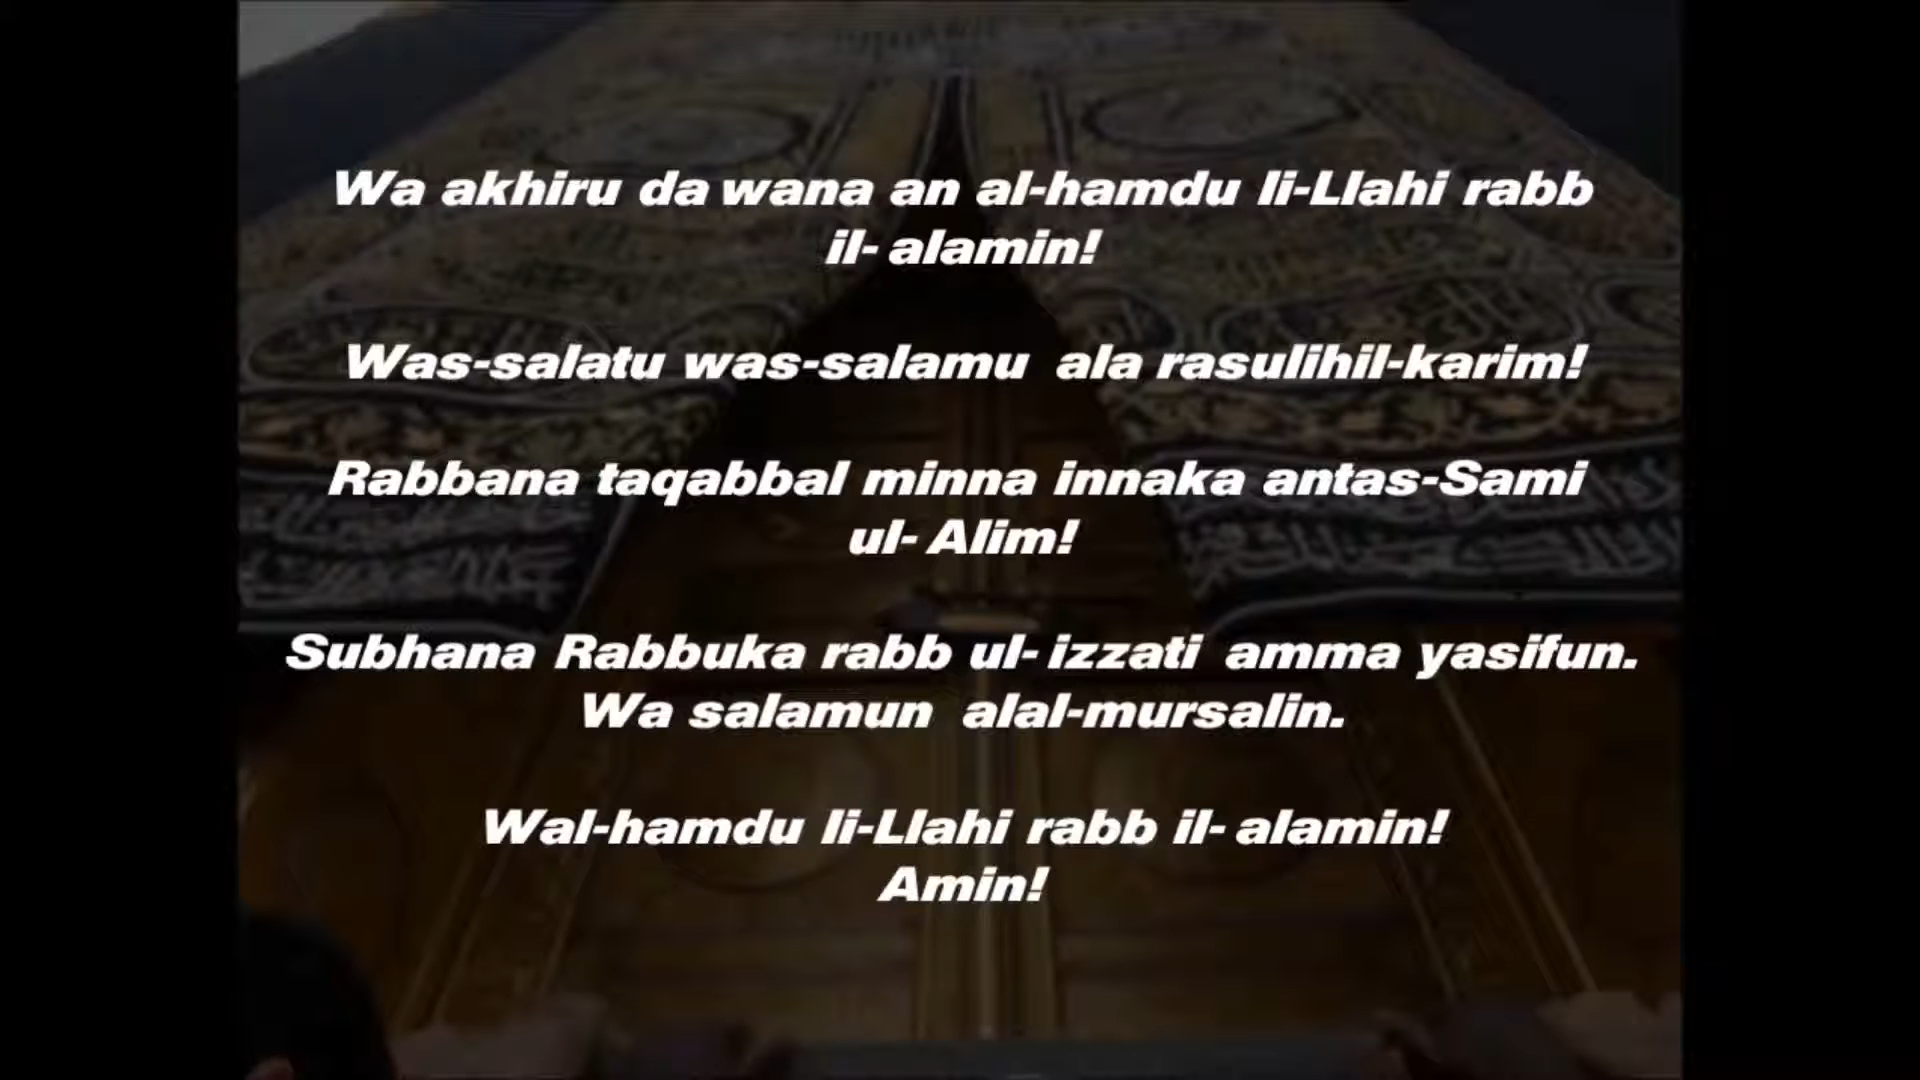 Wa akhiru da wana an al-hamdu li-Llahi rabb
il- alamin!
Was-salatu was-salamu  ala rasulihil-karim!
Rabbana taqabbal minna innaka antas-Sami
ul- Alim!
Subhana Rabbuka rabb ul- izzati  amma yasifun.
Wa salamun  alal-mursalin.
Wal-hamdu li-Llahi rabb il- alamin!
Amin!